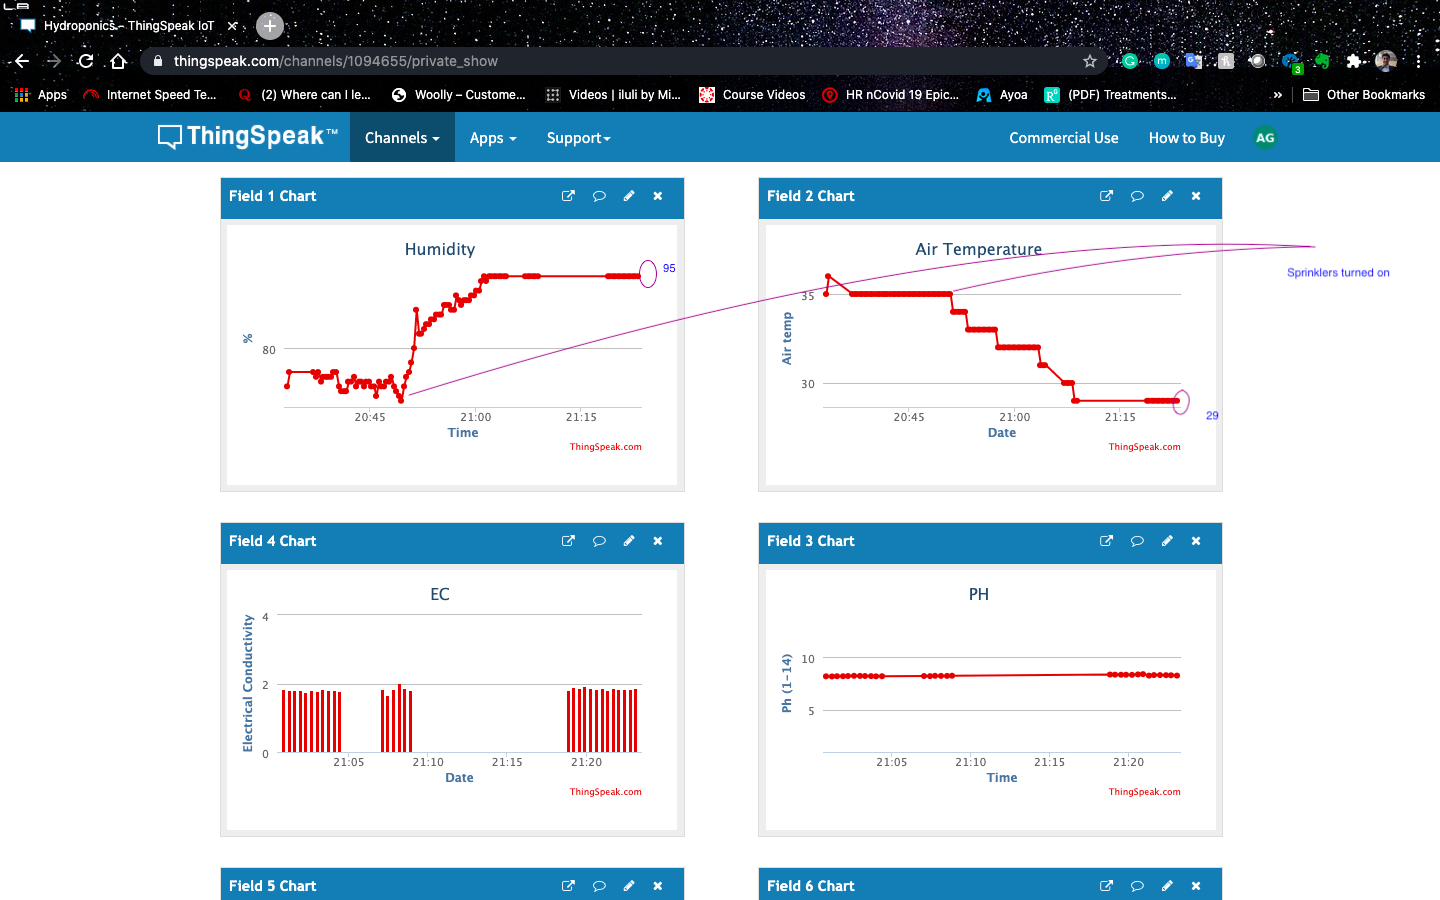 Hydroponics - ThingSpeak IoT
thingspeak.com/channels/1094655/private_show
3
Apps
Internet Speed Te...
(2) Where can I le...
Woolly – Custome...
Videos | iluli by Mi...
Course Videos
HR nCovid 19 Epic...
Ayoa
(PDF) Treatments...
»
Other Bookmarks
ThingSpeak™
Channels
Apps
Support
Commercial Use
How to Buy
AG
Field 1 Chart
Humidity
95
%
80
20:45 21:00 21:15
Time
ThingSpeak.com
Field 2 Chart
Air Temperature
Sprinklers turned on
Air temp
35
30
29
20:45 21:00 21:15
Date
ThingSpeak.com
Field 4 Chart
EC
Electrical Conductivity
4
2
0
21:05 21:10 21:15 21:20
Date
ThingSpeak.com
Field 3 Chart
PH
Ph (1-14)
10
5
21:05 21:10 21:15 21:20
Time
ThingSpeak.com
Field 5 Chart
Field 6 Chart